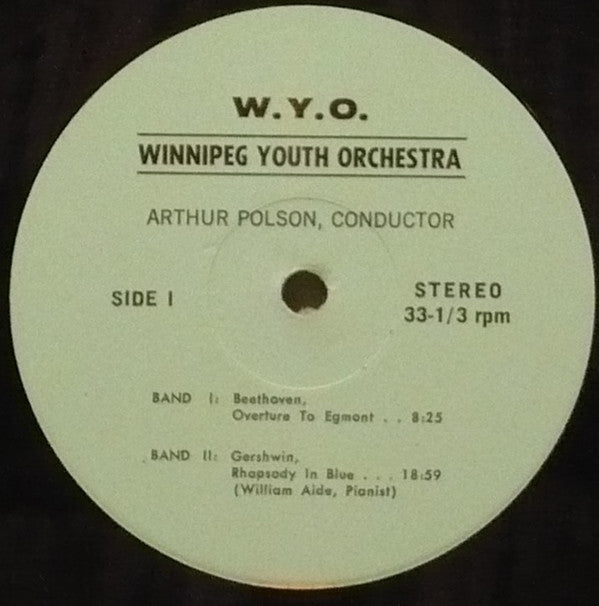 W.Y.O.
WINNIPEG YOUTH ORCHESTRA
ARTHUR POLSON, CONDUCTOR
SIDE I
STEREO
33-1/3 rpm
BAND I: Beethoven,
Overture To Egmont . . 8:25
BAND II: Gershwin,
Rhapsody In Blue . . . 18:59
(William Aide, Pianist)